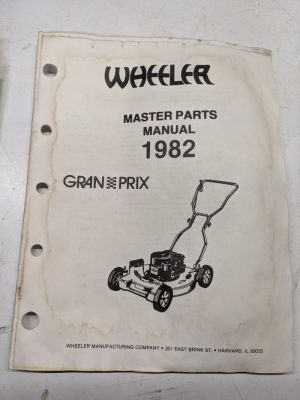 WHEELER
MASTER PARTS
MANUAL
1982
GRAN PRIX
WHEELER MANUFACTURING COMPANY • 221 EAST BRINK ST. • HARVARD, IL 60033